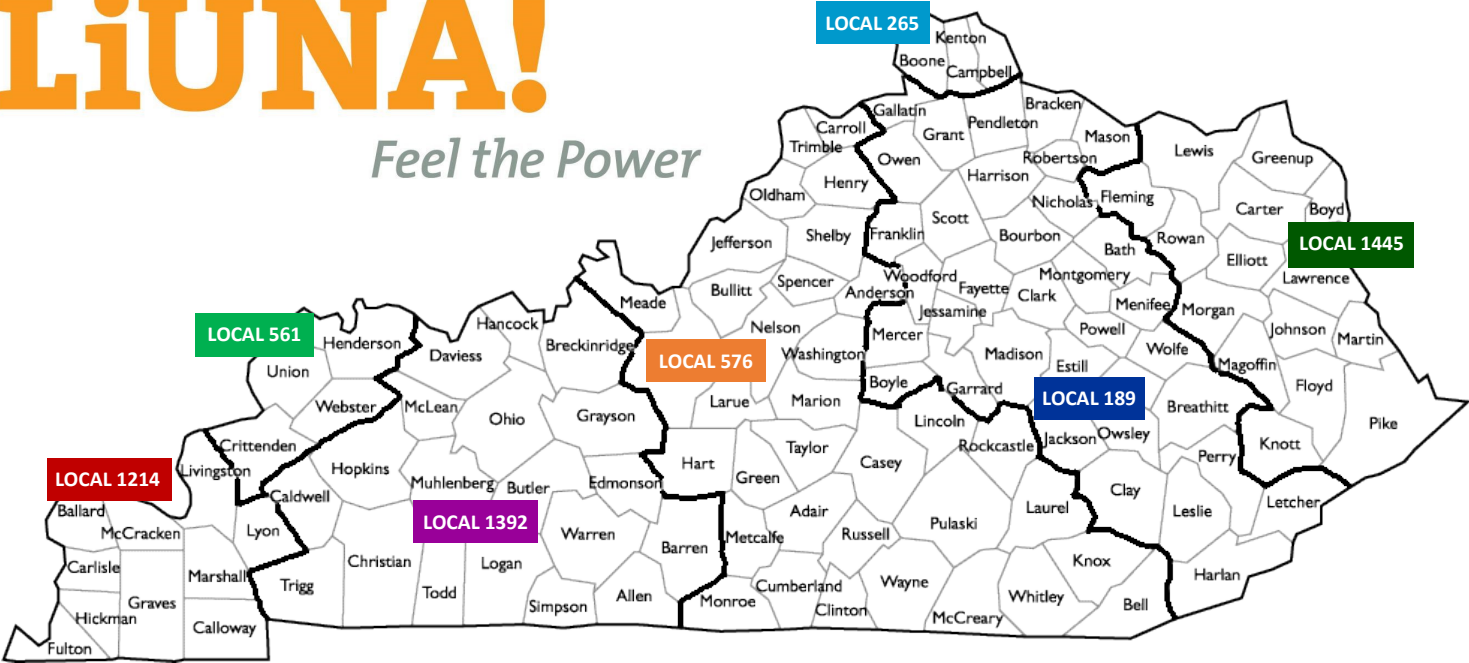 LiUNA!
Feel the Power
LOCAL 265
Kenton
Boone
Campbell
Gallatin
Bracken
Carroll
Grant
Pendleton
Mason
Trimble
Owen
Robertson
Lewis
Greenup
Henry
Harrison
Oldham
Nicholas
Fleming
Carter
Boyd
Scott
Jefferson
Shelby
Franklin
Bourbon
Bath
Rowan
LOCAL 1445
Elliott
Lawrence
Woodford
Montgomery
Bullitt
Spencer
Anderson
Fayette
Clark
Menifee
Morgan
Meade
Jessamine
Nelson
Mercer
Powell
Johnson
Martin
Hancock
LOCAL 561
Henderson
Daviess
Breckinridge
LOCAL 576
Washington
Madison
Estill
Wolfe
Magoffin
Union
Boyle
Garrard
LOCAL 189
Floyd
Webster
McLean
Ohio
Grayson
Larue
Marion
Lincoln
Breathitt
Pike
Crittenden
Rockcastle
Jackson
Owsley
Knott
Taylor
Casey
Perry
LOCAL 1214
Livingston
Hopkins
Muhlenberg
Butler
Edmonson
Hart
Green
Clay
Caldwell
Letcher
Ballard
LOCAL 1392
Adair
Laurel
Leslie
McCracken
Lyon
Warren
Metcalfe
Russell
Pulaski
Barren
Carlisle
Marshall
Christian
Logan
Knox
Harlan
Trigg
Todd
Simpson
Allen
Monroe
Cumberland
Wayne
Whitley
Bell
Graves
Hickman
Clinton
McCreary
Calloway
Fulton